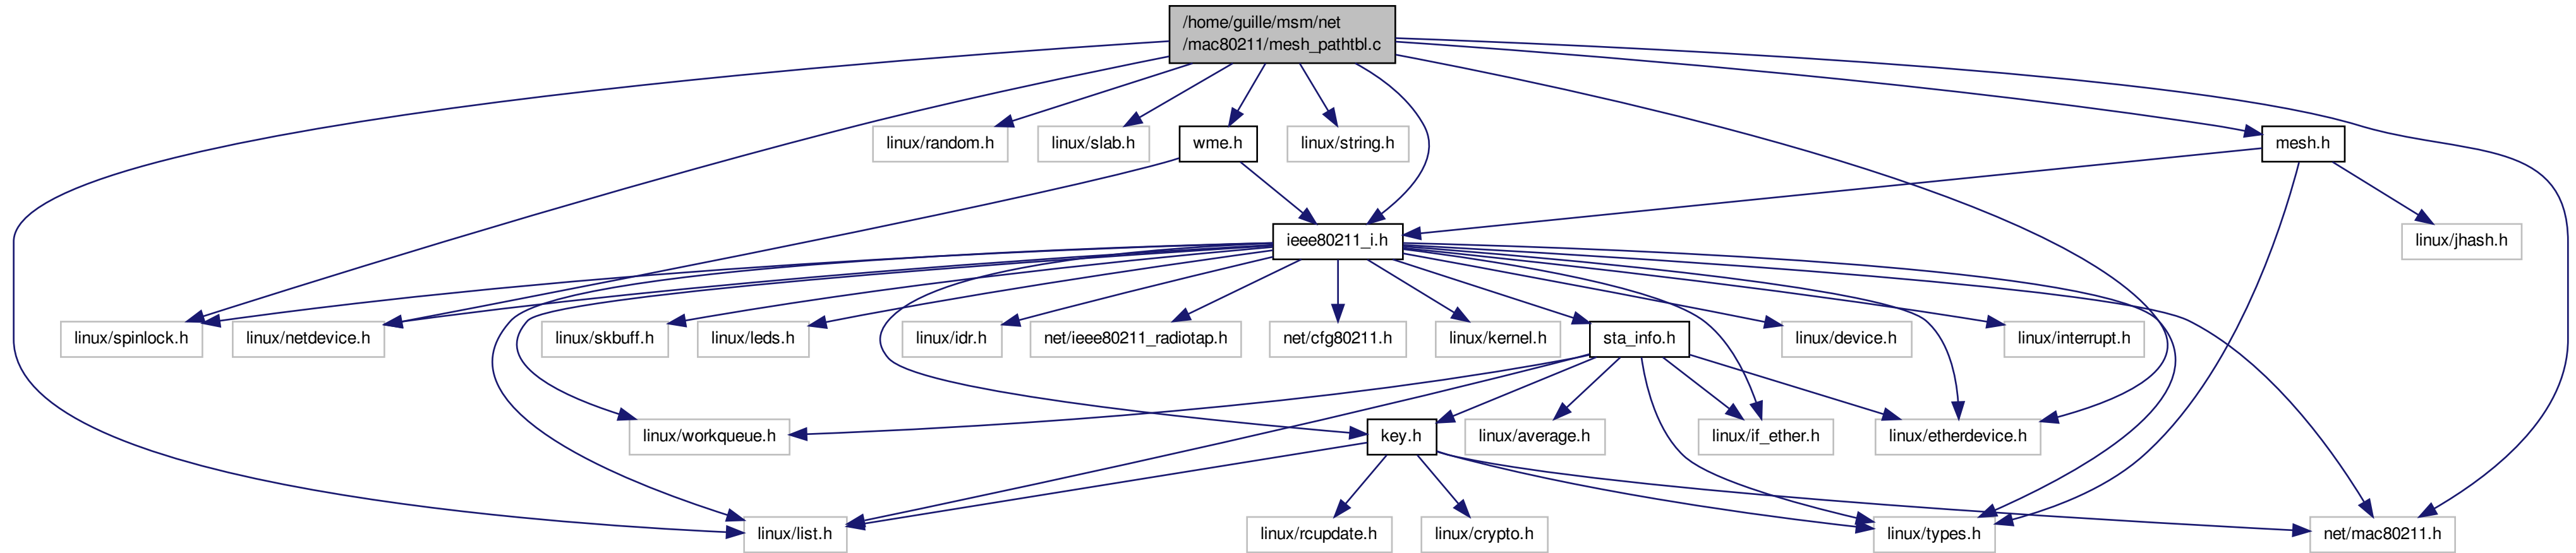 /home/guille/msm/net
/mac80211/mesh_pathtbl.c
linux/random.h
linux/slab.h
wme.h
linux/string.h
mesh.h
ieee80211_i.h
linux/jhash.h
linux/spinlock.h
linux/netdevice.h
linux/skbuff.h
linux/leds.h
linux/idr.h
net/ieee80211_radiotap.h
net/cfg80211.h
linux/kernel.h
sta_info.h
linux/device.h
linux/interrupt.h
linux/workqueue.h
key.h
linux/average.h
linux/if_ether.h
linux/etherdevice.h
linux/list.h
linux/rcupdate.h
linux/crypto.h
linux/types.h
net/mac80211.h